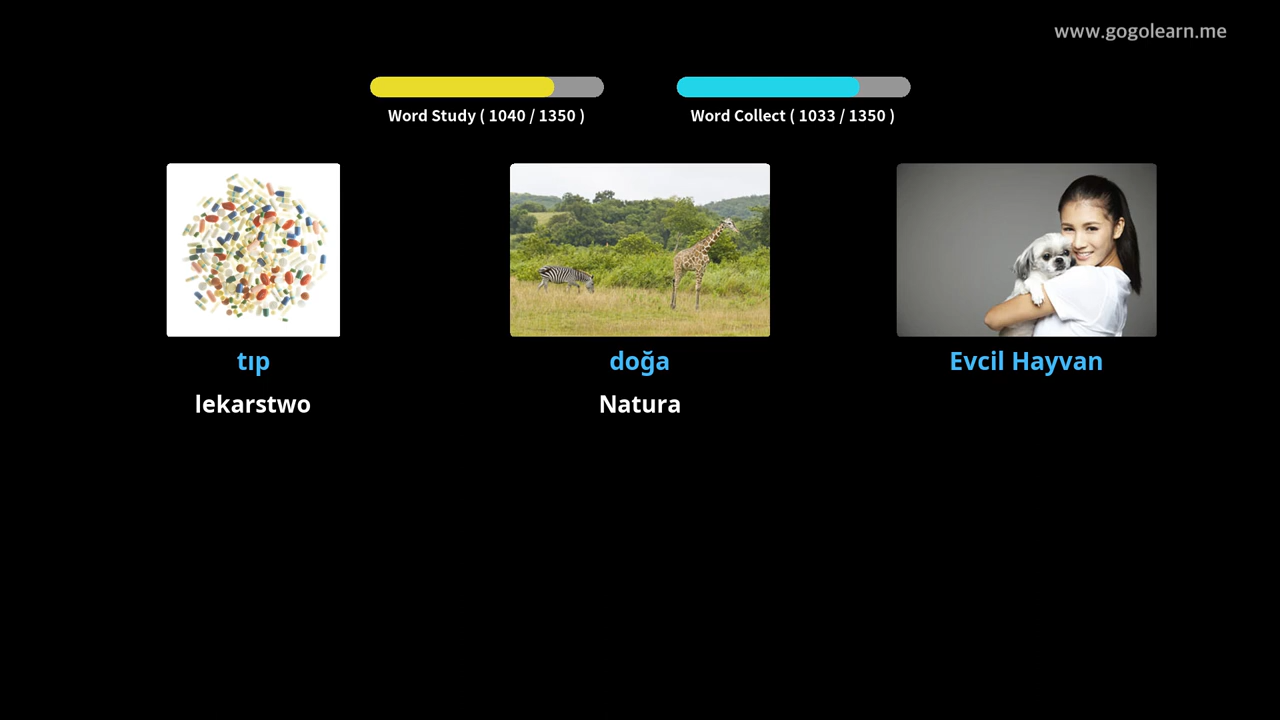 www.gogolearn.me
Word Study ( 1040 / 1350 )
Word Collect ( 1033 / 1350 )
tıp
doğa
Evcil Hayvan
lekarstwo
Natura